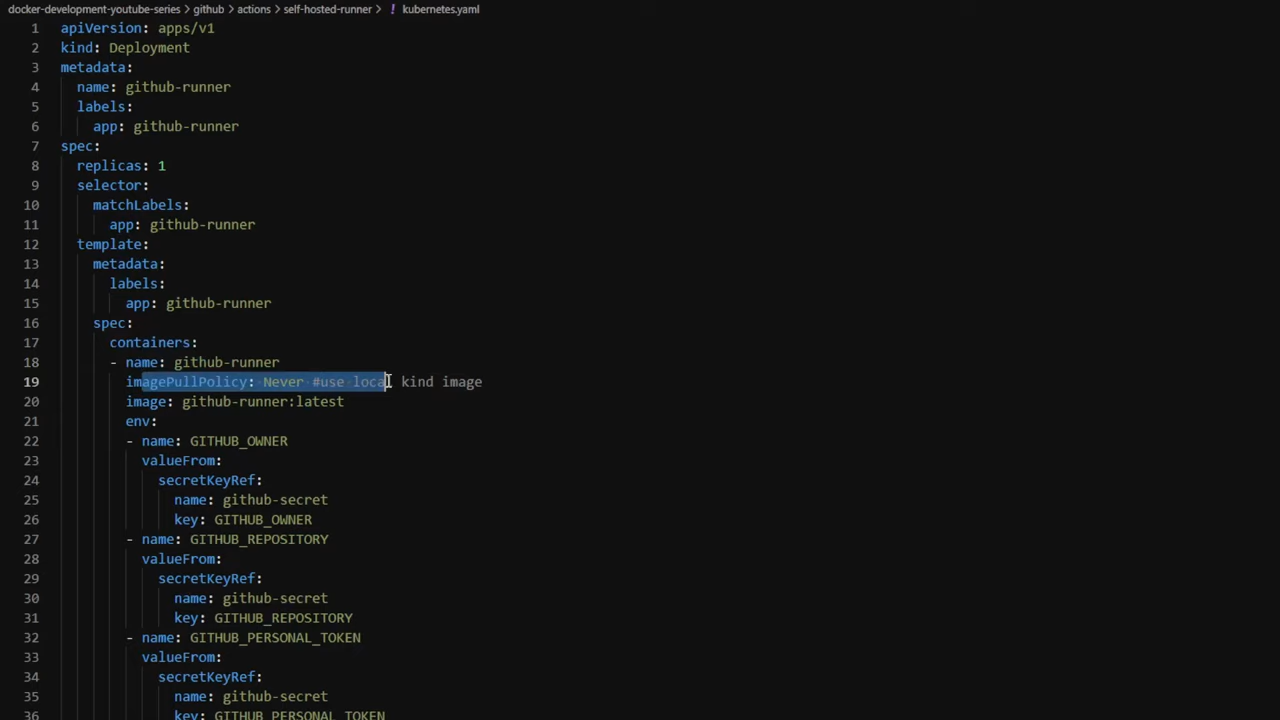 docker-development-youtube-series > github > actions > self-hosted-runner > ! kubernetes.yaml
1 apiVersion: apps/v1
2 kind: Deployment
3 metadata:
4 name: github-runner
5 labels:
6 app: github-runner
7 spec:
8 replicas: 1
9 selector:
10 matchLabels:
11 app: github-runner
12 template:
13 metadata:
14 labels:
15 app: github-runner
16 spec:
17 containers:
18 - name: github-runner
19 imagePullPolicy: Never #use local kind image
20 image: github-runner:latest
21 env:
22 - name: GITHUB_OWNER
23 valueFrom:
24 secretKeyRef:
25 name: github-secret
26 key: GITHUB_OWNER
27 - name: GITHUB_REPOSITORY
28 valueFrom:
29 secretKeyRef:
30 name: github-secret
31 key: GITHUB_REPOSITORY
32 - name: GITHUB_PERSONAL_TOKEN
33 valueFrom:
34 secretKeyRef:
35 name: github-secret
36 key: GITHUB_PERSONAL_TOKEN